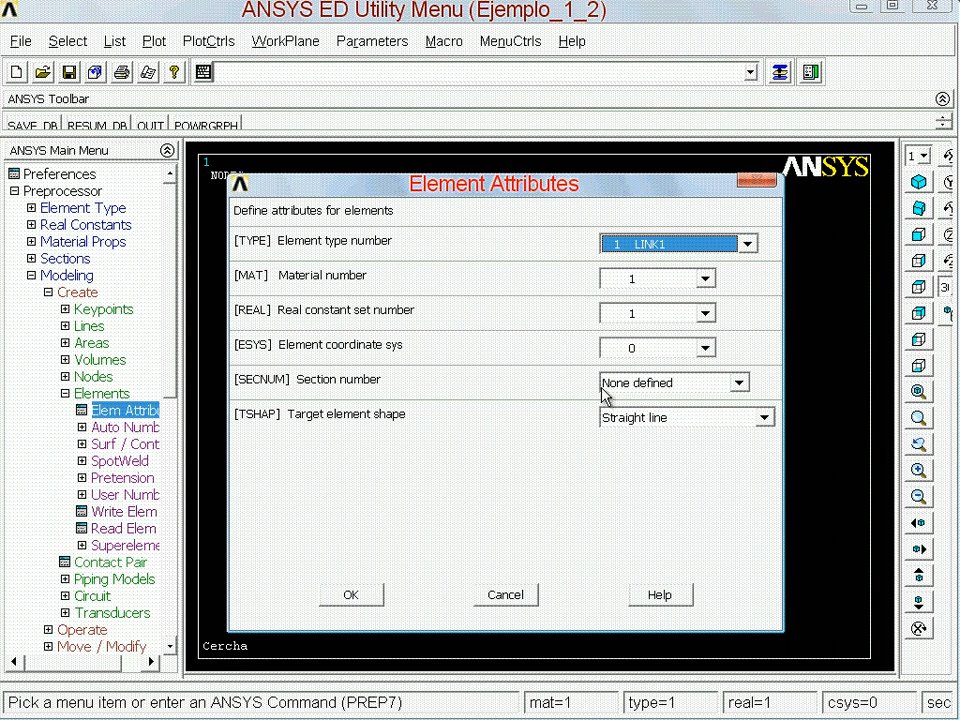 ANSYS ED Utility Menu (Ejemplo_1_2)
File Select List Plot PlotCtrls WorkPlane Parameters Macro MenuCtrls Help
ANSYS Toolbar
SAVE_DB RESUM_DB QUIT POWRGRPH
ANSYS Main Menu
Preferences
Preprocessor
Element Type
Real Constants
Material Props
Sections
Modeling
Create
Keypoints
Lines
Areas
Volumes
Nodes
Elements
Elem Attribu
Auto Numb
Surf / Cont
SpotWeld
Pretension
User Numb
Write Elem
Read Elem
Supereleme
Contact Pair
Piping Models
Circuit
Transducers
Operate
Move / Modify
1
ANSYS
Element Attributes
Define attributes for elements
[TYPE] Element type number 1 LINK1
[MAT] Material number 1
[REAL] Real constant set number 1
[ESYS] Element coordinate sys 0
[SECNUM] Section number None defined
[TSHAP] Target element shape Straight line
OK Cancel Help
Cercha
1
Pick a menu item or enter an ANSYS Command (PREP7) mat=1 type=1 real=1 csys=0 sec